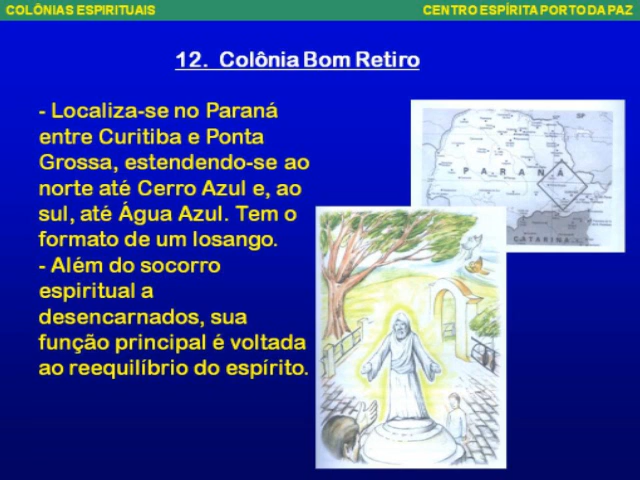 COLÔNIAS ESPIRITUAIS
CENTRO ESPÍRITA PORTO DA PAZ
12. Colônia Bom Retiro
- Localiza-se no Paraná
entre Curitiba e Ponta
Grossa, estendendo-se ao
norte até Cerro Azul e, ao
sul, até Água Azul. Tem o
formato de um losango.
- Além do socorro
espiritual a
desencarnados, sua
função principal é voltada
ao reequilíbrio do espírito.
SP
PARANÁ
CATARINA